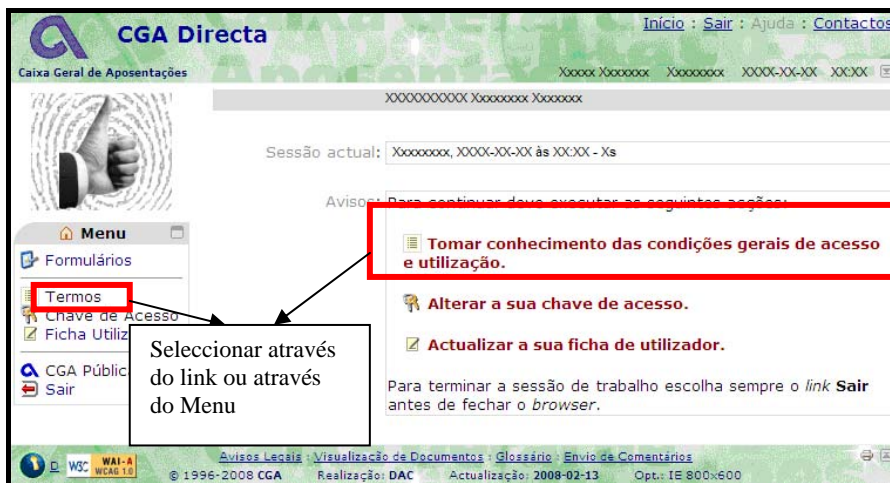 CGA Directa
Início : Sair : Ajuda : Contactos
Caixa Geral de Aposentações
Xxxxx Xxxxxxx Xxxxxxxx XXXX-XX-XX XX:XX
XXXXXXXXXX Xxxxxxxx Xxxxxxx
Sessão actual: Xxxxxxxx, XXXX-XX-XX às XX:XX - Xs
Avisos: Para continuar deve executar as seguintes acções:
Tomar conhecimento das condições gerais de acesso
e utilização.
Alterar a sua chave de acesso.
Actualizar a sua ficha de utilizador.
Para terminar a sessão de trabalho escolha sempre o link Sair
antes de fechar o browser.
Menu
Formulários
Termos
Chave de Acesso
Ficha Utiliz
CGA Públic
Sair
Seleccionar através
do link ou através
do Menu
D W3C WAI-A WCAG 1.0
Avisos Legais : Visualização de Documentos : Glossário : Envio de Comentários
© 1996-2008 CGA Realização: DAC Actualização: 2008-02-13 Opt.: IE 800x600